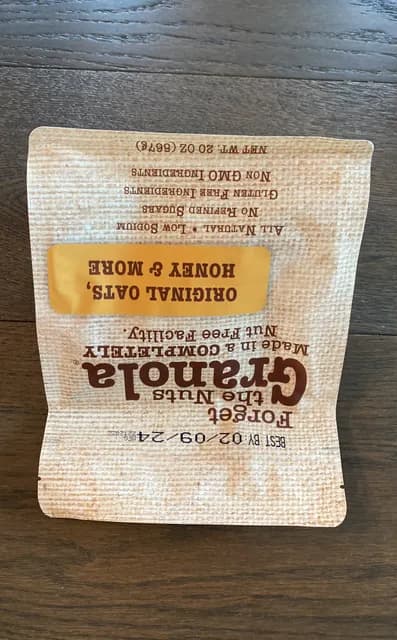 BEST BY 02/09/24
Forget
the Nuts
Granola
Made in a COMPLETELY
Nut Free Facility.
ORIGINAL OATS,
HONEY & MORE
ALL NATURAL • LOW SODIUM
NO REFINED SUGARS
GLUTEN FREE INGREDIENTS
NON GMO INGREDIENTS
NET WT. 20 OZ (567g)